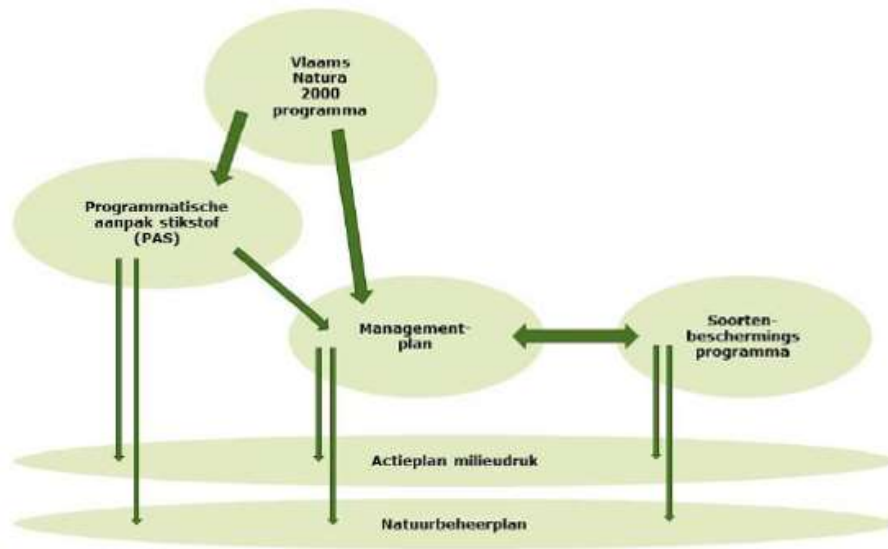 Vlaams
Natura
2000
programma
Programmatische
aanpak stikstof
(PAS)
Management-
plan
Soorten-
beschermings
programma
Actieplan milieudruk
Natuurbeheerplan